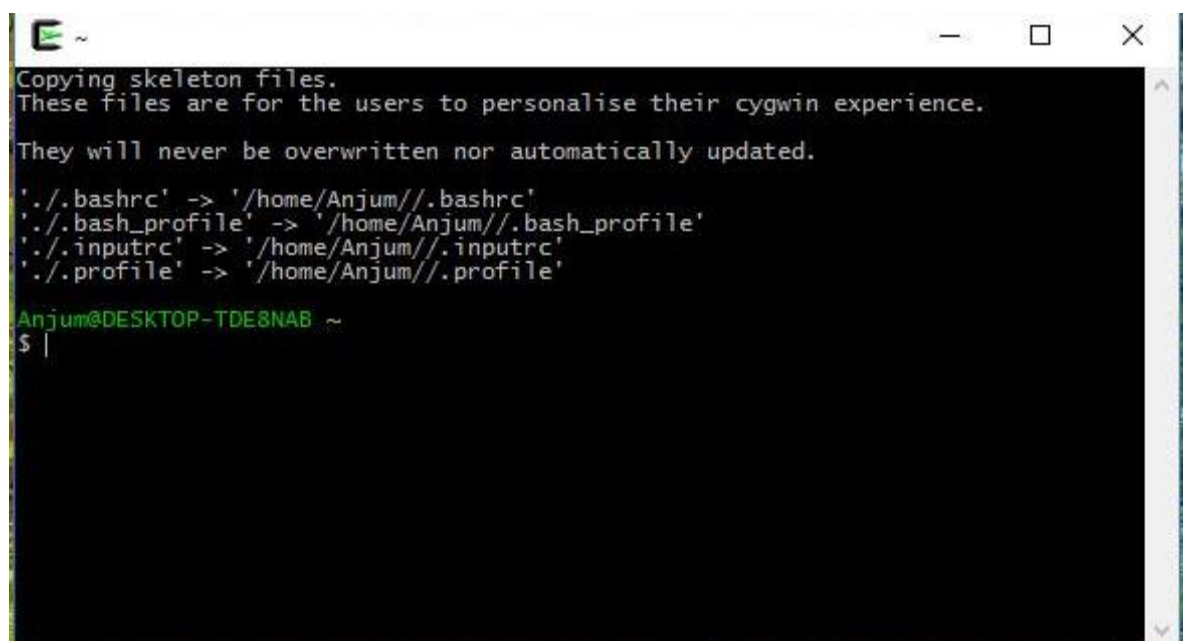 ~
Copying skeleton files.
These files are for the users to personalise their cygwin experience.
They will never be overwritten nor automatically updated.
'./.bashrc' -> '/home/Anjum//.bashrc'
'./.bash_profile' -> '/home/Anjum//.bash_profile'
'./.inputrc' -> '/home/Anjum//.inputrc'
'./.profile' -> '/home/Anjum//.profile'
Anjum@DESKTOP-TDE8NAB ~
$